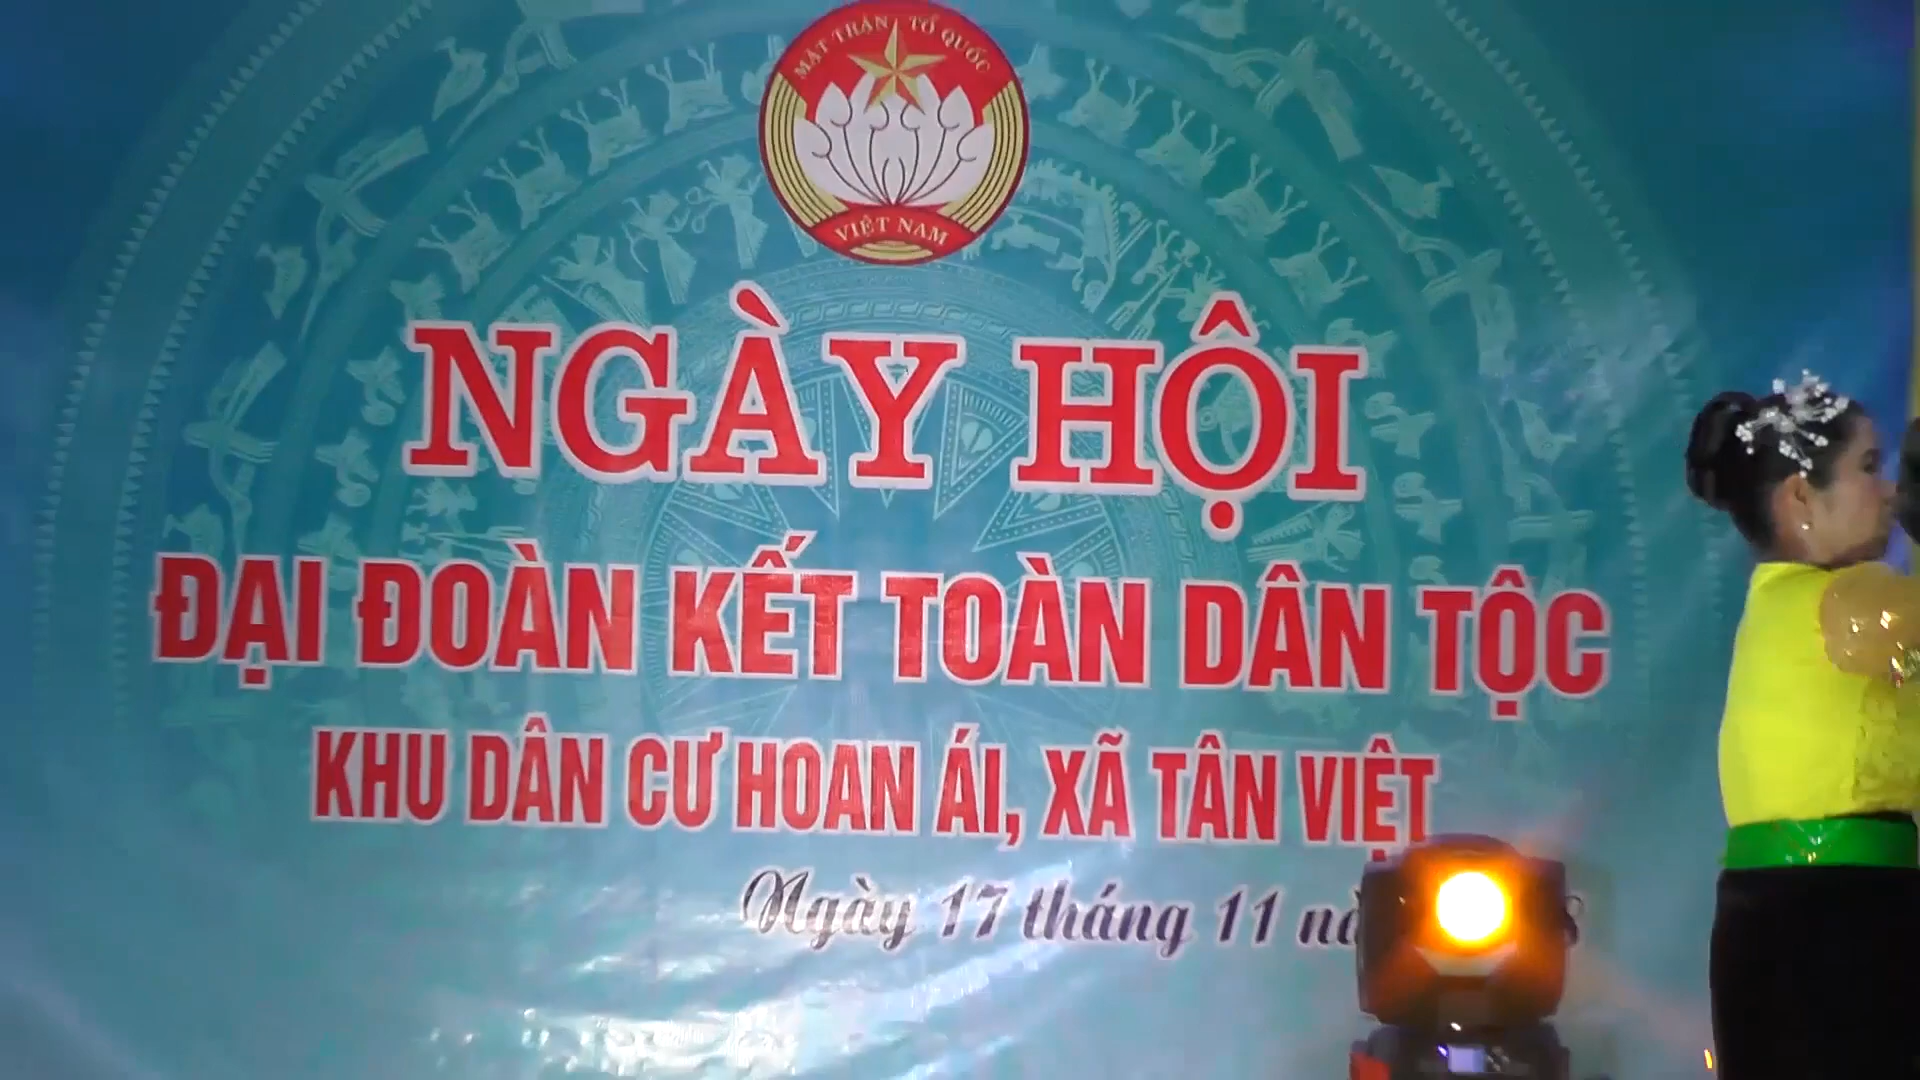 MẶT TRẬN TỔ QUỐC
VIỆT NAM
NGÀY HỘI
ĐẠI ĐOÀN KẾT TOÀN DÂN TỘC
KHU DÂN CƯ HOAN ÁI, XÃ TÂN VIỆT
Ngày 17 tháng 11